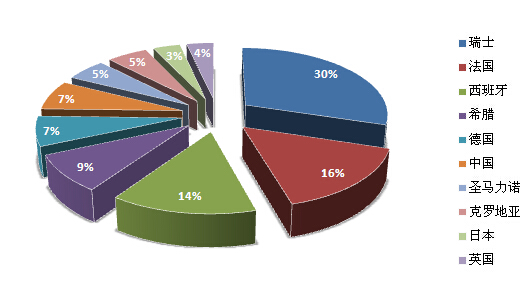 30%
16%
14%
9%
7%
7%
5%
5%
3%
4%
瑞士
法国
西班牙
希腊
德国
中国
圣马力诺
克罗地亚
日本
英国